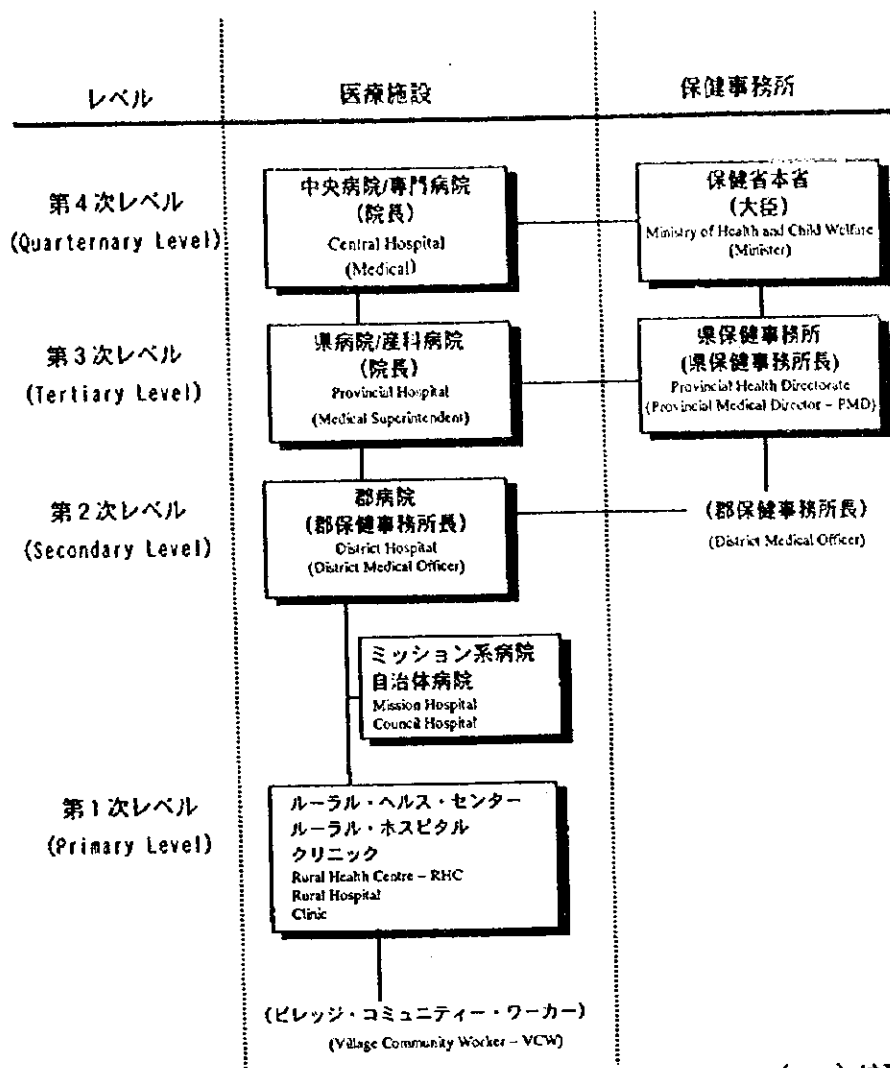 レベル
医療施設
保健事務所
第4次レベル
(Quarternary Level)
中央病院/専門病院
(院長)
Central Hospital
(Medical)
保健省本省
(大臣)
Ministry of Health and Child Welfare
(Minister)
第3次レベル
(Tertiary Level)
県病院/産科病院
(院長)
Provincial Hospital
(Medical Superintendent)
県保健事務所
(県保健事務所長)
Provincial Health Directorate
(Provincial Medical Director – PMD)
第2次レベル
(Secondary Level)
郡病院
(郡保健事務所長)
District Hospital
(District Medical Officer)
(郡保健事務所長)
(District Medical Officer)
ミッション系病院
自治体病院
Mission Hospital
Council Hospital
第1次レベル
(Primary Level)
ルーラル・ヘルス・センター
ルーラル・ホスピタル
クリニック
Rural Health Centre – RHC
Rural Hospital
Clinic
(ビレッジ・コミュニティー・ワーカー)
(Village Community Worker – VCW)